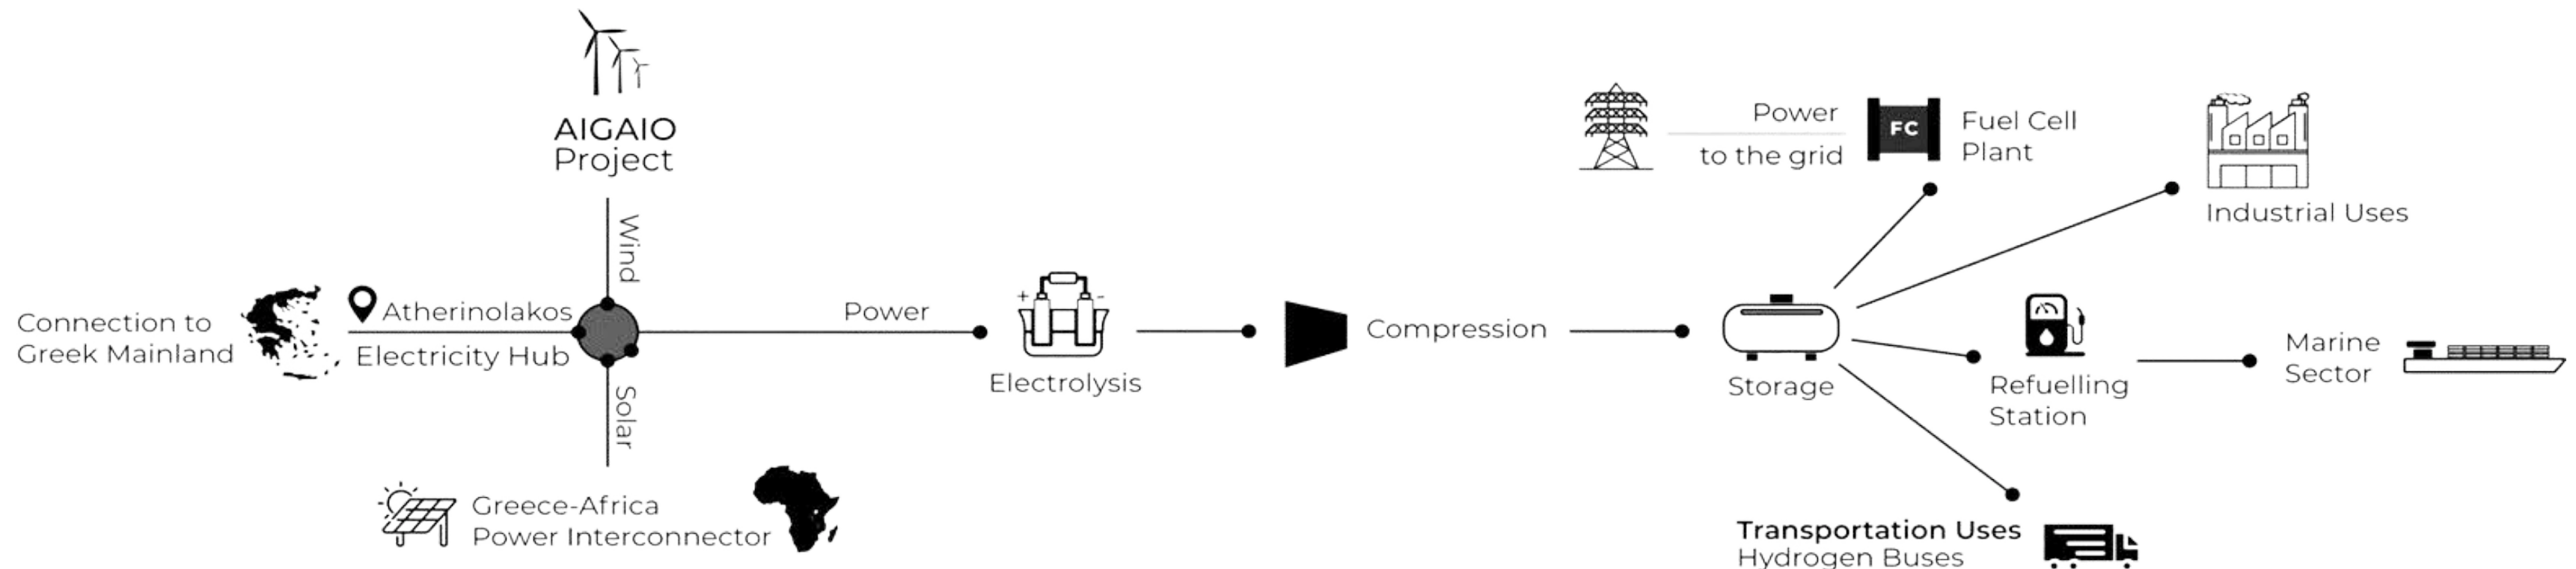 AIGAIO
Project
Wind
Connection to
Greek Mainland
Atherinolakos
Electricity Hub
Solar
Greece-Africa
Power Interconnector
Power
+
-
Electrolysis
Compression
Storage
Power
to the grid
FC
Fuel Cell
Plant
Industrial Uses
Refuelling
Station
Marine
Sector
Transportation Uses
Hydrogen Buses